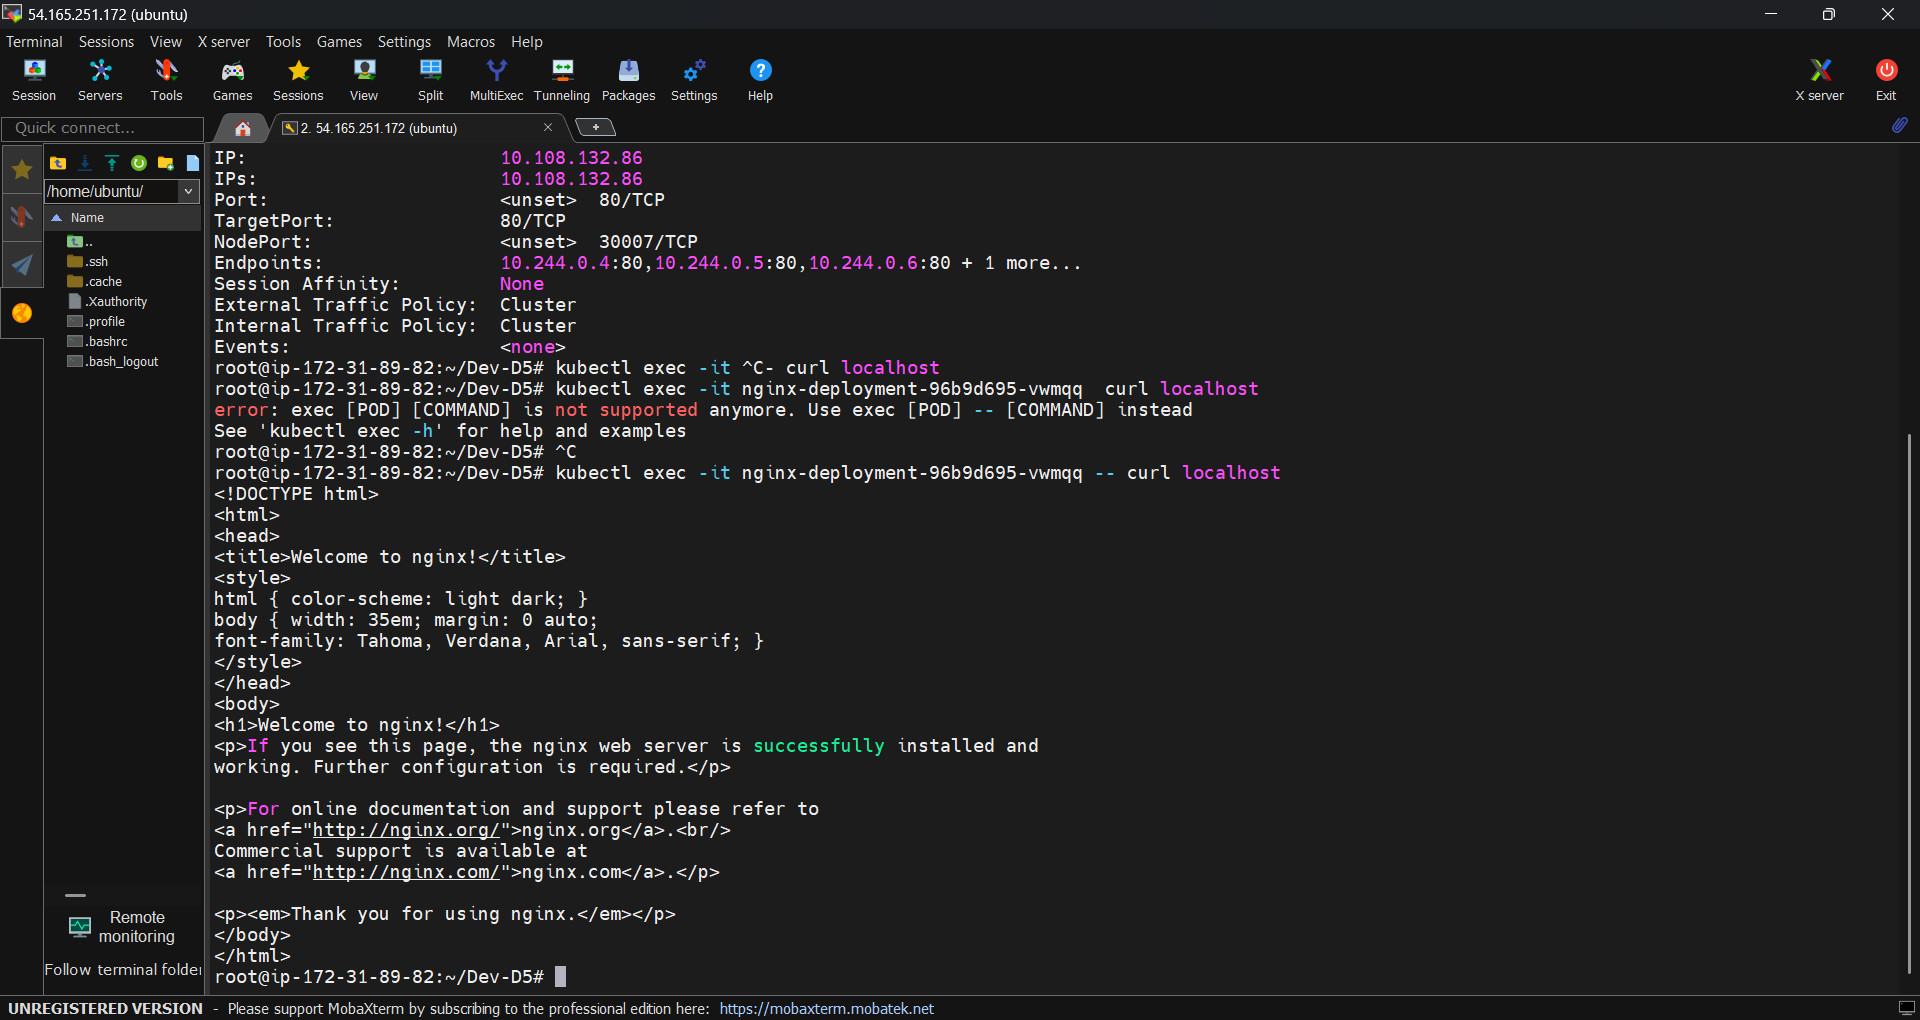 54.165.251.172 (ubuntu)
Terminal Sessions View X server Tools Games Settings Macros Help
Session Servers Tools Games Sessions View Split MultiExec Tunneling Packages Settings Help X server Exit
Quick connect...
2. 54.165.251.172 (ubuntu)
/home/ubuntu/
Name
..
.ssh
.cache
.Xauthority
.profile
.bashrc
.bash_logout
Remote
monitoring
Follow terminal folder
IP:                       10.108.132.86
IPs:                      10.108.132.86
Port:                     <unset>  80/TCP
TargetPort:               80/TCP
NodePort:                 <unset>  30007/TCP
Endpoints:                10.244.0.4:80,10.244.0.5:80,10.244.0.6:80 + 1 more...
Session Affinity:         None
External Traffic Policy:  Cluster
Internal Traffic Policy:  Cluster
Events:                   <none>
root@ip-172-31-89-82:~/Dev-D5# kubectl exec -it ^C- curl localhost
root@ip-172-31-89-82:~/Dev-D5# kubectl exec -it nginx-deployment-96b9d695-vwmqq  curl localhost
error: exec [POD] [COMMAND] is not supported anymore. Use exec [POD] -- [COMMAND] instead
See 'kubectl exec -h' for help and examples
root@ip-172-31-89-82:~/Dev-D5# ^C
root@ip-172-31-89-82:~/Dev-D5# kubectl exec -it nginx-deployment-96b9d695-vwmqq -- curl localhost
<!DOCTYPE html>
<html>
<head>
<title>Welcome to nginx!</title>
<style>
html { color-scheme: light dark; }
body { width: 35em; margin: 0 auto;
font-family: Tahoma, Verdana, Arial, sans-serif; }
</style>
</head>
<body>
<h1>Welcome to nginx!</h1>
<p>If you see this page, the nginx web server is successfully installed and
working. Further configuration is required.</p>

<p>For online documentation and support please refer to
<a href="http://nginx.org/">nginx.org</a>.<br/>
Commercial support is available at
<a href="http://nginx.com/">nginx.com</a>.</p>

<p><em>Thank you for using nginx.</em></p>
</body>
</html>
root@ip-172-31-89-82:~/Dev-D5#
UNREGISTERED VERSION - Please support MobaXterm by subscribing to the professional edition here: https://mobaxterm.mobatek.net